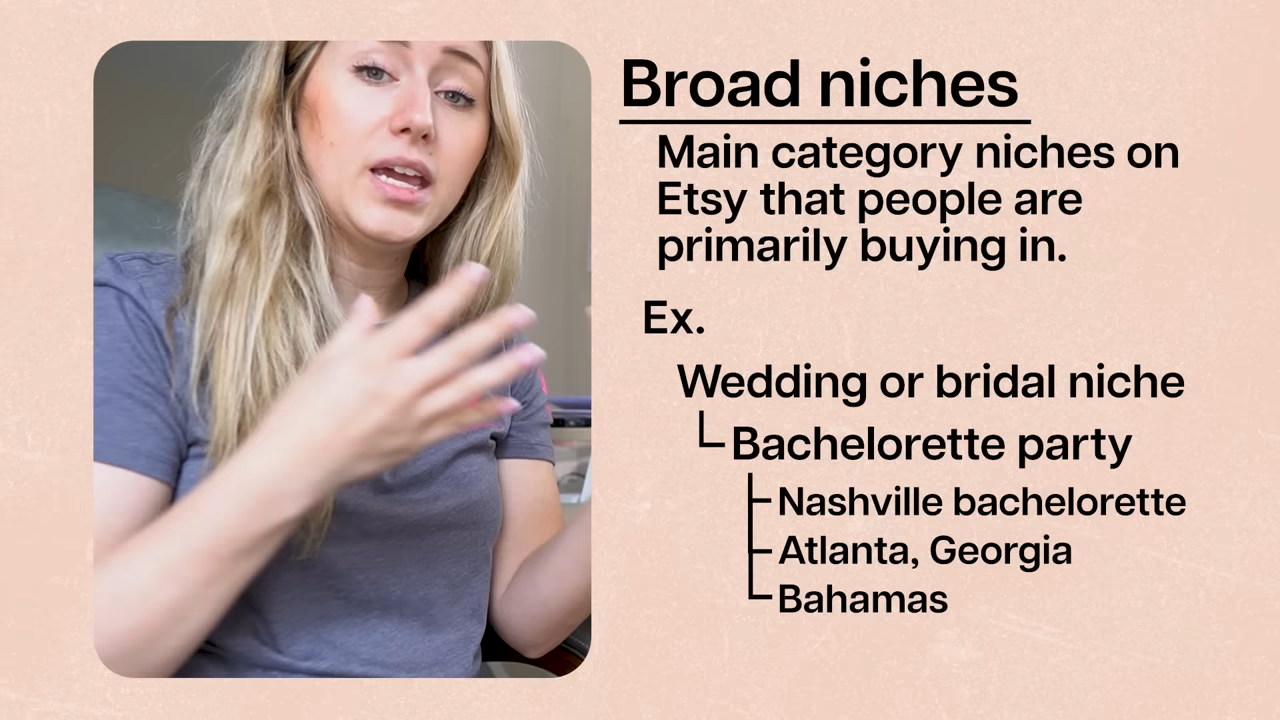 Broad niches
Main category niches on
Etsy that people are
primarily buying in.
Ex.
Wedding or bridal niche
Bachelorette party
Nashville bachelorette
Atlanta, Georgia
Bahamas